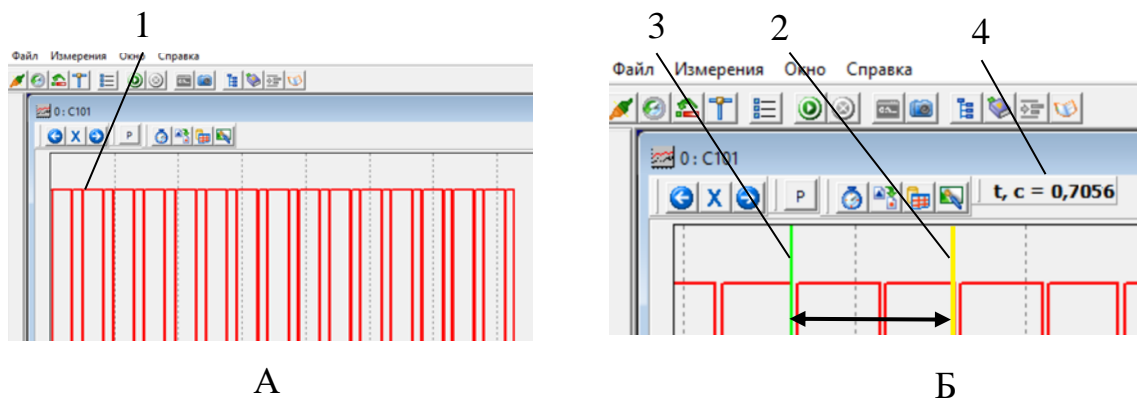 1
Файл Измерения Окно Справка
0 : C101
X P
А
3 2 4
Файл Измерения Окно Справка
0 : C101
X P t, c = 0,7056
Б